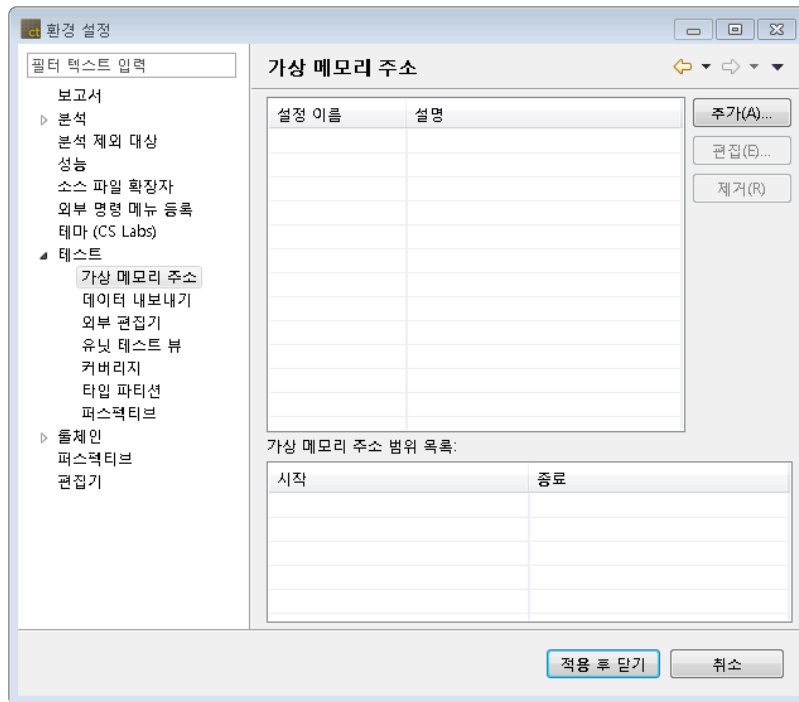 ct 환경 설정
필터 텍스트 입력
가상 메모리 주소
보고서
분석
분석 제외 대상
성능
소스 파일 확장자
외부 명령 메뉴 등록
테마 (CS Labs)
테스트
가상 메모리 주소
데이터 내보내기
외부 편집기
유닛 테스트 뷰
커버리지
타입 파티션
퍼스펙티브
툴체인
퍼스펙티브
편집기
설정 이름 설명
추가(A)...
편집(E)...
제거(R)
가상 메모리 주소 범위 목록:
시작 종료
적용 후 닫기 취소